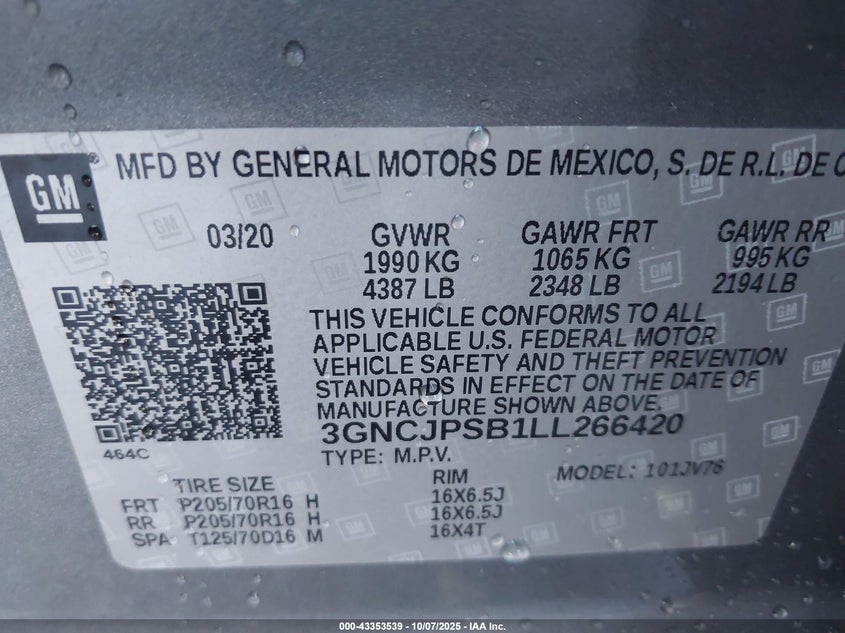 GM
MFD BY GENERAL MOTORS DE MEXICO, S. DE R.L. DE C
03/20 GVWR GAWR FRT GAWR RR
1990 KG 1065 KG 995 KG
4387 LB 2348 LB 2194 LB
THIS VEHICLE CONFORMS TO ALL
APPLICABLE U.S. FEDERAL MOTOR
VEHICLE SAFETY AND THEFT PREVENTION
STANDARDS IN EFFECT ON THE DATE OF
MANUFACTURE SHOWN ABOVE.
3GNCJPSB1LL266420
464C
TYPE: M.P.V. MODEL: 101JV76
TIRE SIZE RIM
FRT P205/70R16 H 16X6.5J
RR P205/70R16 H 16X6.5J
SPA T125/70D16 M 16X4T
000-43353539 - 10/07/2025 - IAA Inc.